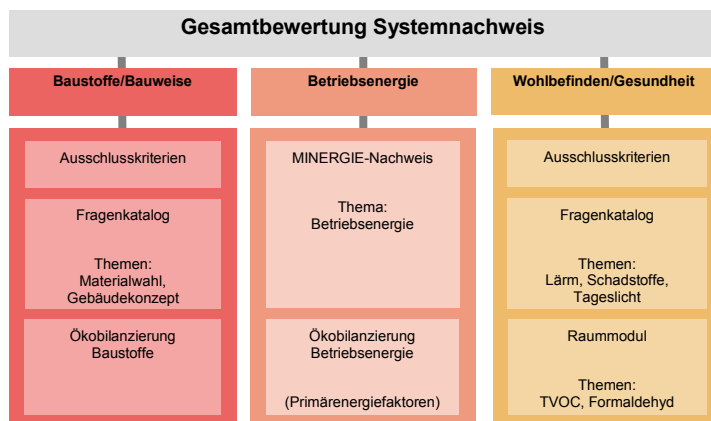 Gesamtbewertung Systemnachweis
Baustoffe/Bauweise
Betriebsenergie
Wohlbefinden/Gesundheit
Ausschlusskriterien
Fragenkatalog
Themen:
Materialwahl,
Gebäudekonzept
Ökobilanzierung
Baustoffe
MINERGIE-Nachweis
Thema:
Betriebsenergie
Ökobilanzierung
Betriebsenergie
(Primärenergiefaktoren)
Ausschlusskriterien
Fragenkatalog
Themen:
Lärm, Schadstoffe,
Tageslicht
Raummodul
Themen:
TVOC, Formaldehyd